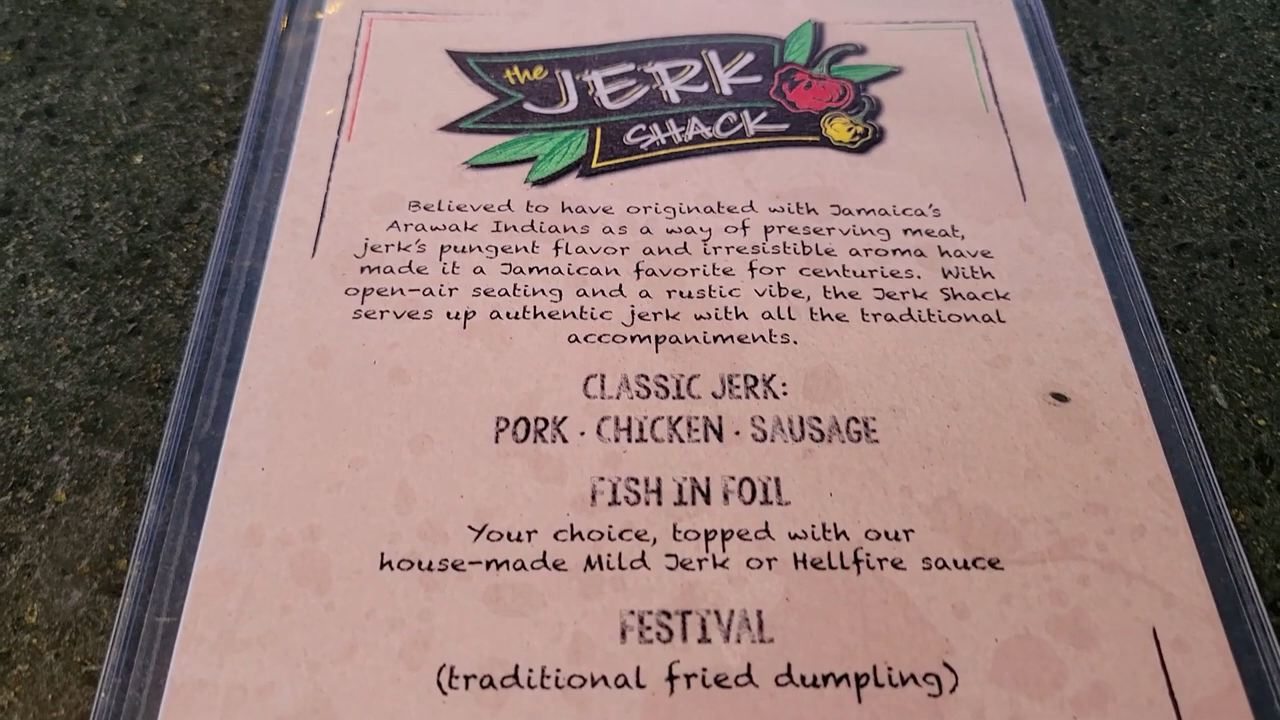 the JERK
SHACK
Believed to have originated with Jamaica's
Arawak Indians as a way of preserving meat,
jerk's pungent flavor and irresistible aroma have
made it a Jamaican favorite for centuries. With
open-air seating and a rustic vibe, the Jerk Shack
serves up authentic jerk with all the traditional
accompaniments.
CLASSIC JERK:
PORK · CHICKEN · SAUSAGE
FISH IN FOIL
Your choice, topped with our
house-made Mild Jerk or Hellfire sauce
FESTIVAL
(traditional fried dumpling)